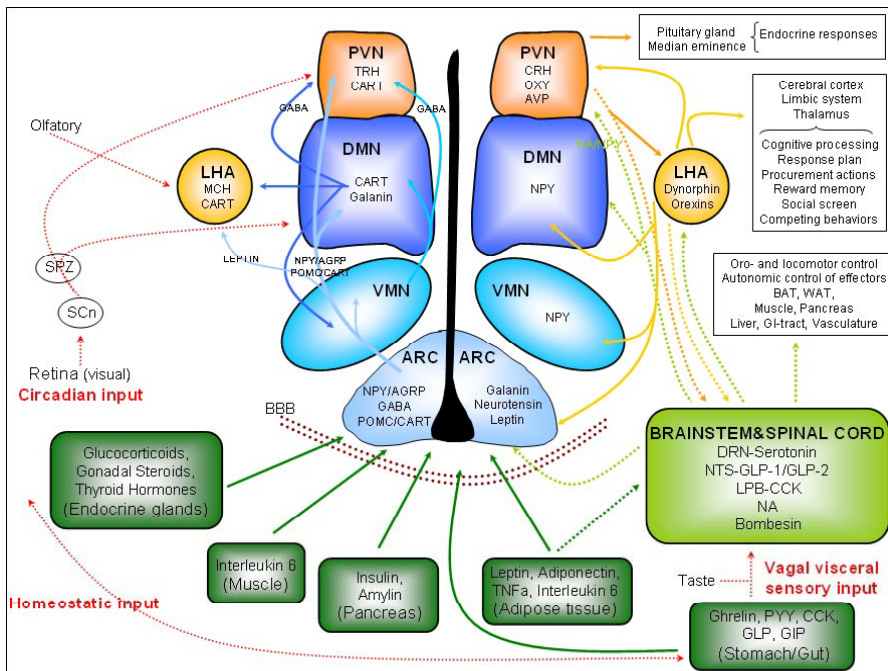 PVN
TRH
CART
PVN
CRH
OXY
AVP
Pituitary gland
Median eminence
Endocrine responses
GABA
GABA
Olfatory
LHA
MCH
CART
DMN
CART
Galanin
DMN
NPY
GA/NPY
LHA
Dynorphin
Orexins
Cerebral cortex
Limbic system
Thalamus
Cognitive processing
Response plan
Procurement actions
Reward memory
Social screen
Competing behaviors
SPZ
LEPTIN
NPY/AGRP
POMC/CART
SCn
VMN
VMN
NPY
Oro- and locomotor control
Autonomic control of effectors
BAT, WAT,
Muscle, Pancreas
Liver, GI-tract, Vasculature
Retina (visual)
Circadian input
ARC
NPY/AGRP
GABA
POMC/CART
ARC
Galanin
Neurotensin
Leptin
BBB
BRAINSTEM&SPINAL CORD
DRN-Serotonin
NTS-GLP-1/GLP-2
LPB-CCK
NA
Bombesin
Glucocorticoids,
Gonadal Steroids,
Thyroid Hormones
(Endocrine glands)
Interleukin 6
(Muscle)
Insulin,
Amylin
(Pancreas)
Leptin, Adiponectin,
TNFa, Interleukin 6
(Adipose tissue)
Taste
Vagal visceral
sensory input
Homeostatic input
Ghrelin, PYY, CCK,
GLP, GIP
(Stomach/Gut)